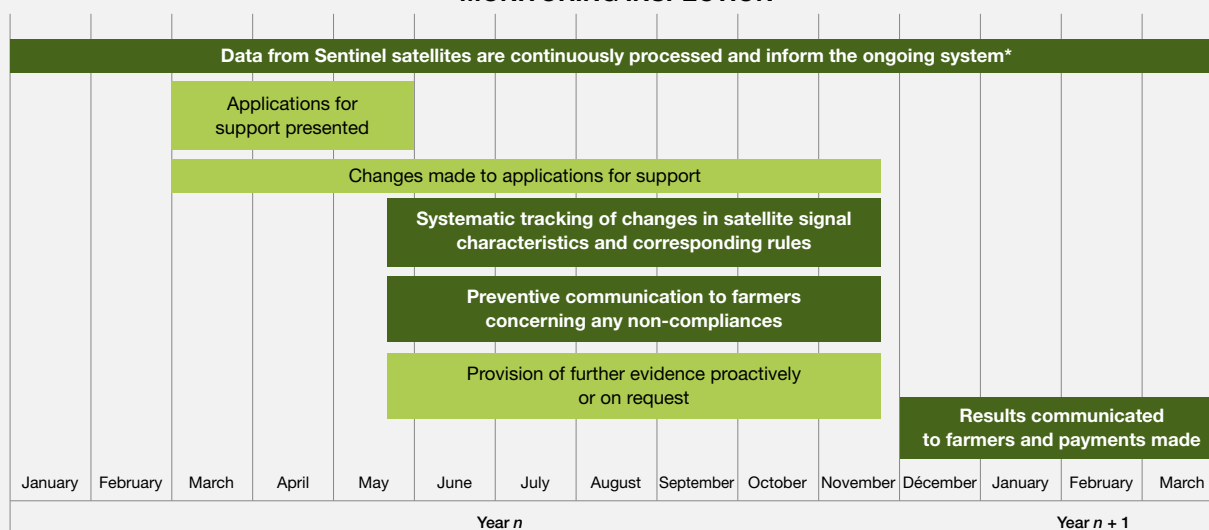 MONITORING INSPECTION
Data from Sentinel satellites are continuously processed and inform the ongoing system*
Applications for
support presented
Changes made to applications for support
Systematic tracking of changes in satellite signal
characteristics and corresponding rules
Preventive communication to farmers
concerning any non-compliances
Provision of further evidence proactively
or on request
Results communicated
to farmers and payments made
January February March April May June July August September October November Décember January February March
Year n Year n + 1